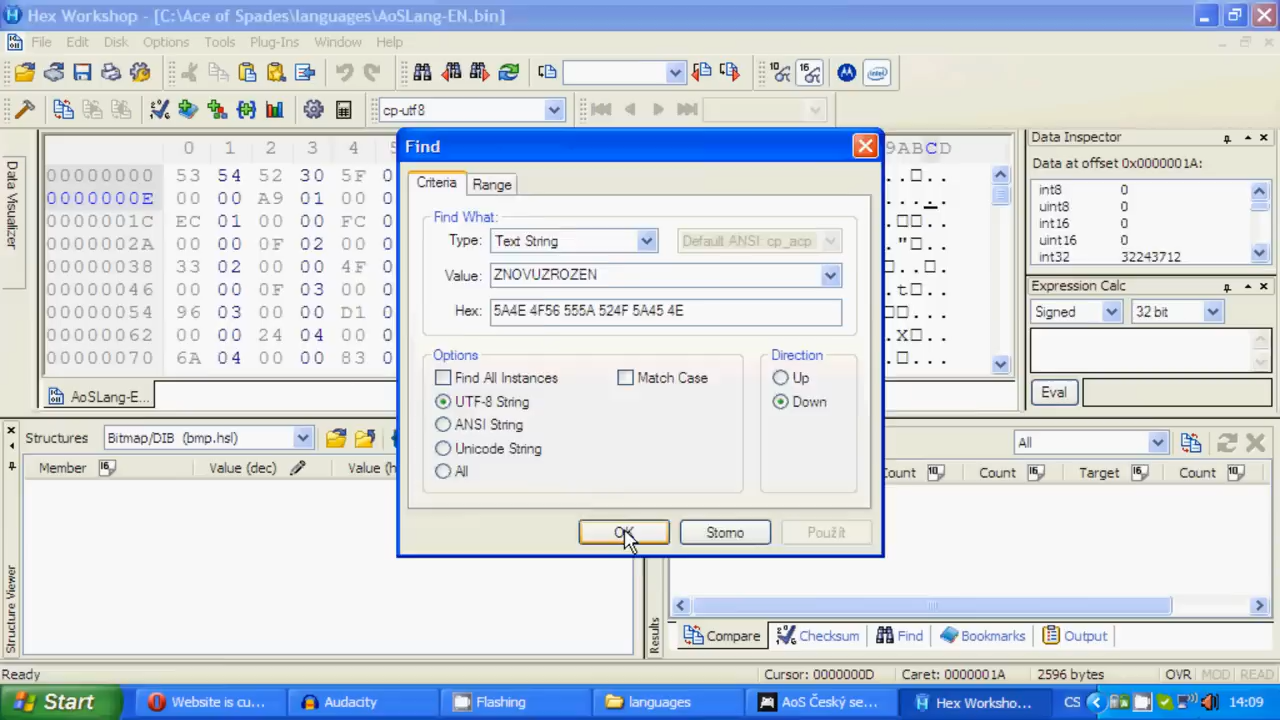 Hex Workshop - [C:\Ace of Spades\languages\AoSLang-EN.bin]
File Edit Disk Options Tools Plug-Ins Window Help
cp-utf8
Data Visualizer
0 1 2 3 4
00000000 53 54 52 30 5F
0000000E 00 00 A9 01 00
0000001C EC 01 00 00 FC
0000002A 00 00 0F 02 00
00000038 33 02 00 00 4F
00000046 00 00 0F 03 00
00000054 96 03 00 00 D1
00000062 00 00 24 04 00
00000070 6A 04 00 00 83
9ABCD
AoSLang-E...
Find
Criteria Range
Find What:
Type: Text String Default ANSI: cp_acp
Value: ZNOVUZROZEN
Hex: 5A4E 4F56 555A 524F 5A45 4E
Options
Find All Instances Match Case
UTF-8 String
ANSI String
Unicode String
All
Direction
Up
Down
OK Storno Použít
Data Inspector
Data at offset 0x0000001A:
int8 0
uint8 0
int16 0
uint16 0
int32 32243712
Expression Calc
Signed 32 bit
Eval
Structures Bitmap/DIB (bmp.hsl)
Member Value (dec) Value (h
Structure Viewer
All
Count Count Target Count
Results
Compare Checksum Find Bookmarks Output
Ready Cursor: 0000000D Caret: 0000001A 2596 bytes OVR MOD READ
Start Website is cu... Audacity Flashing languages AoS Český se... Hex Worksho... CS 14:09